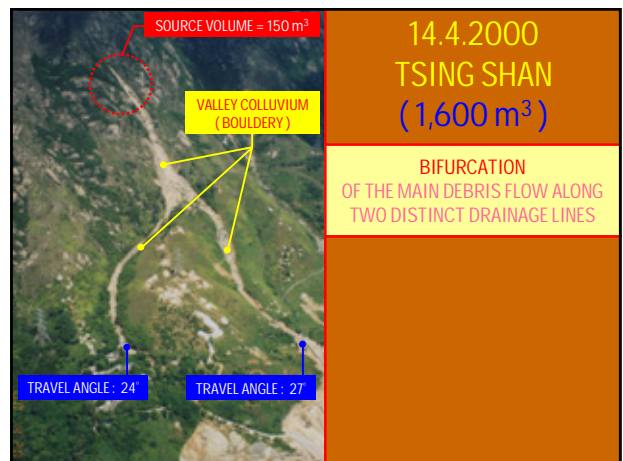 SOURCE VOLUME = 150 m³
VALLEY COLLUVIUM
( BOULDERY )
TRAVEL ANGLE : 24°
TRAVEL ANGLE : 27°
14.4.2000
TSING SHAN
( 1,600 m³ )
BIFURCATION
OF THE MAIN DEBRIS FLOW ALONG
TWO DISTINCT DRAINAGE LINES